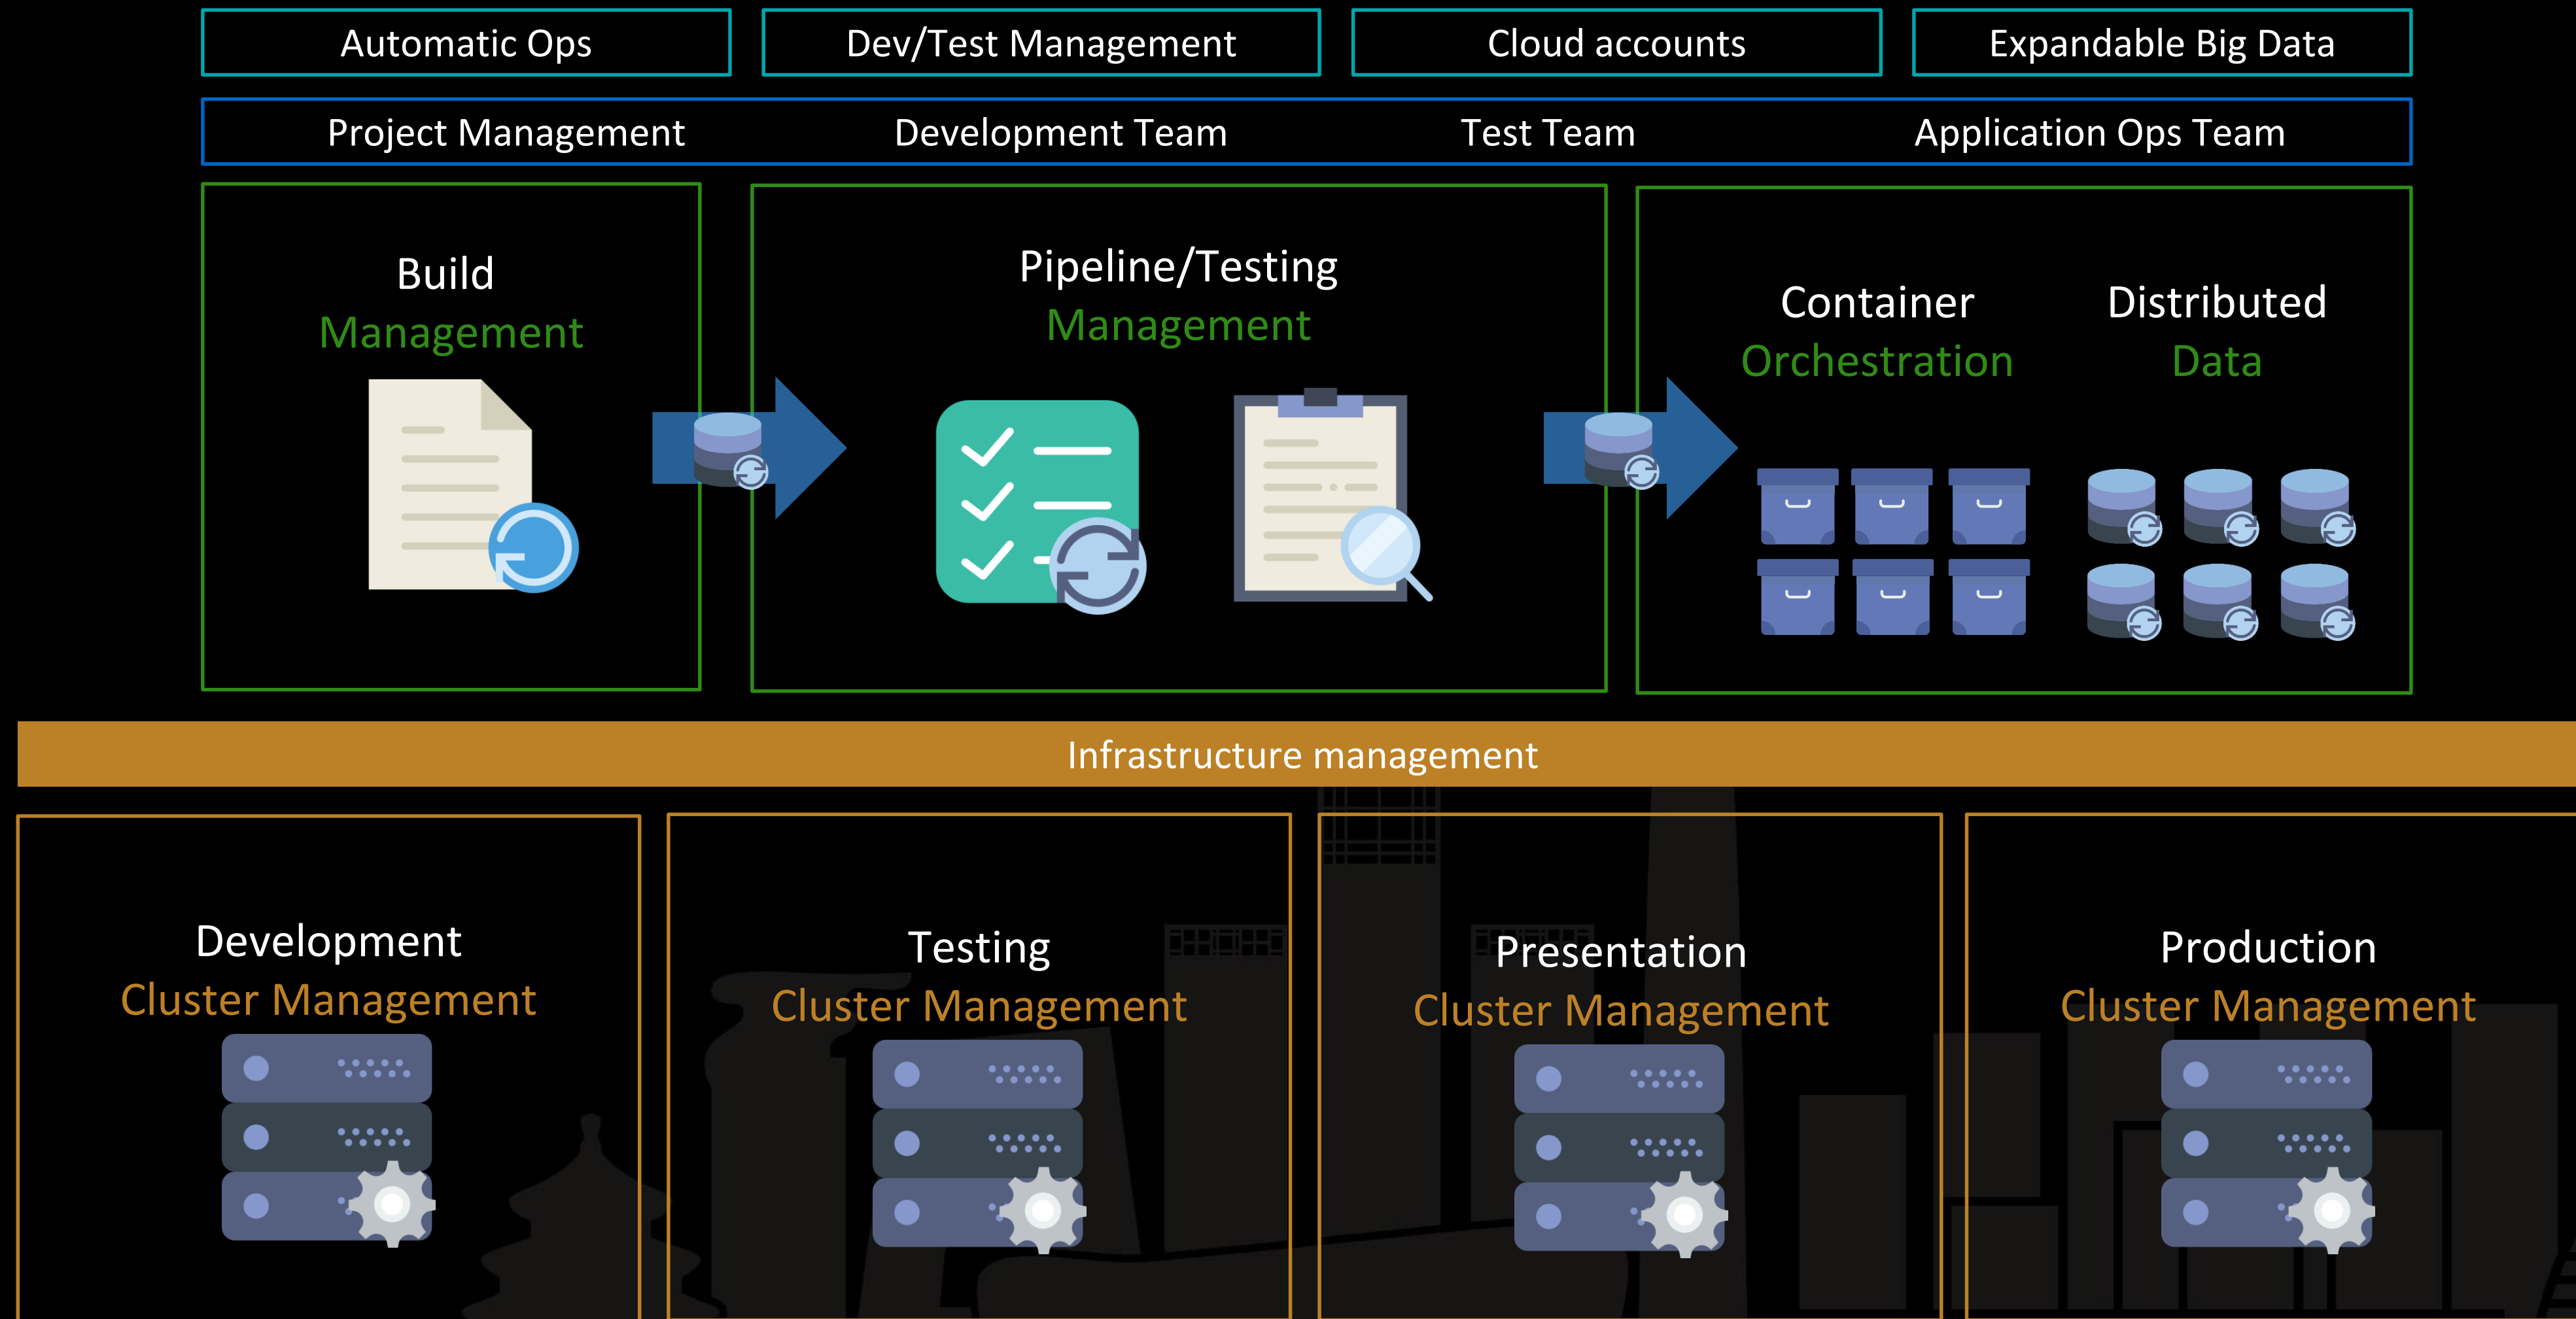 Automatic Ops
Dev/Test Management
Cloud accounts
Expandable Big Data
Project Management
Development Team
Test Team
Application Ops Team
Build
Management
Pipeline/Testing
Management
Container
Orchestration
Distributed
Data
Infrastructure management
Development
Cluster Management
Testing
Cluster Management
Presentation
Cluster Management
Production
Cluster Management